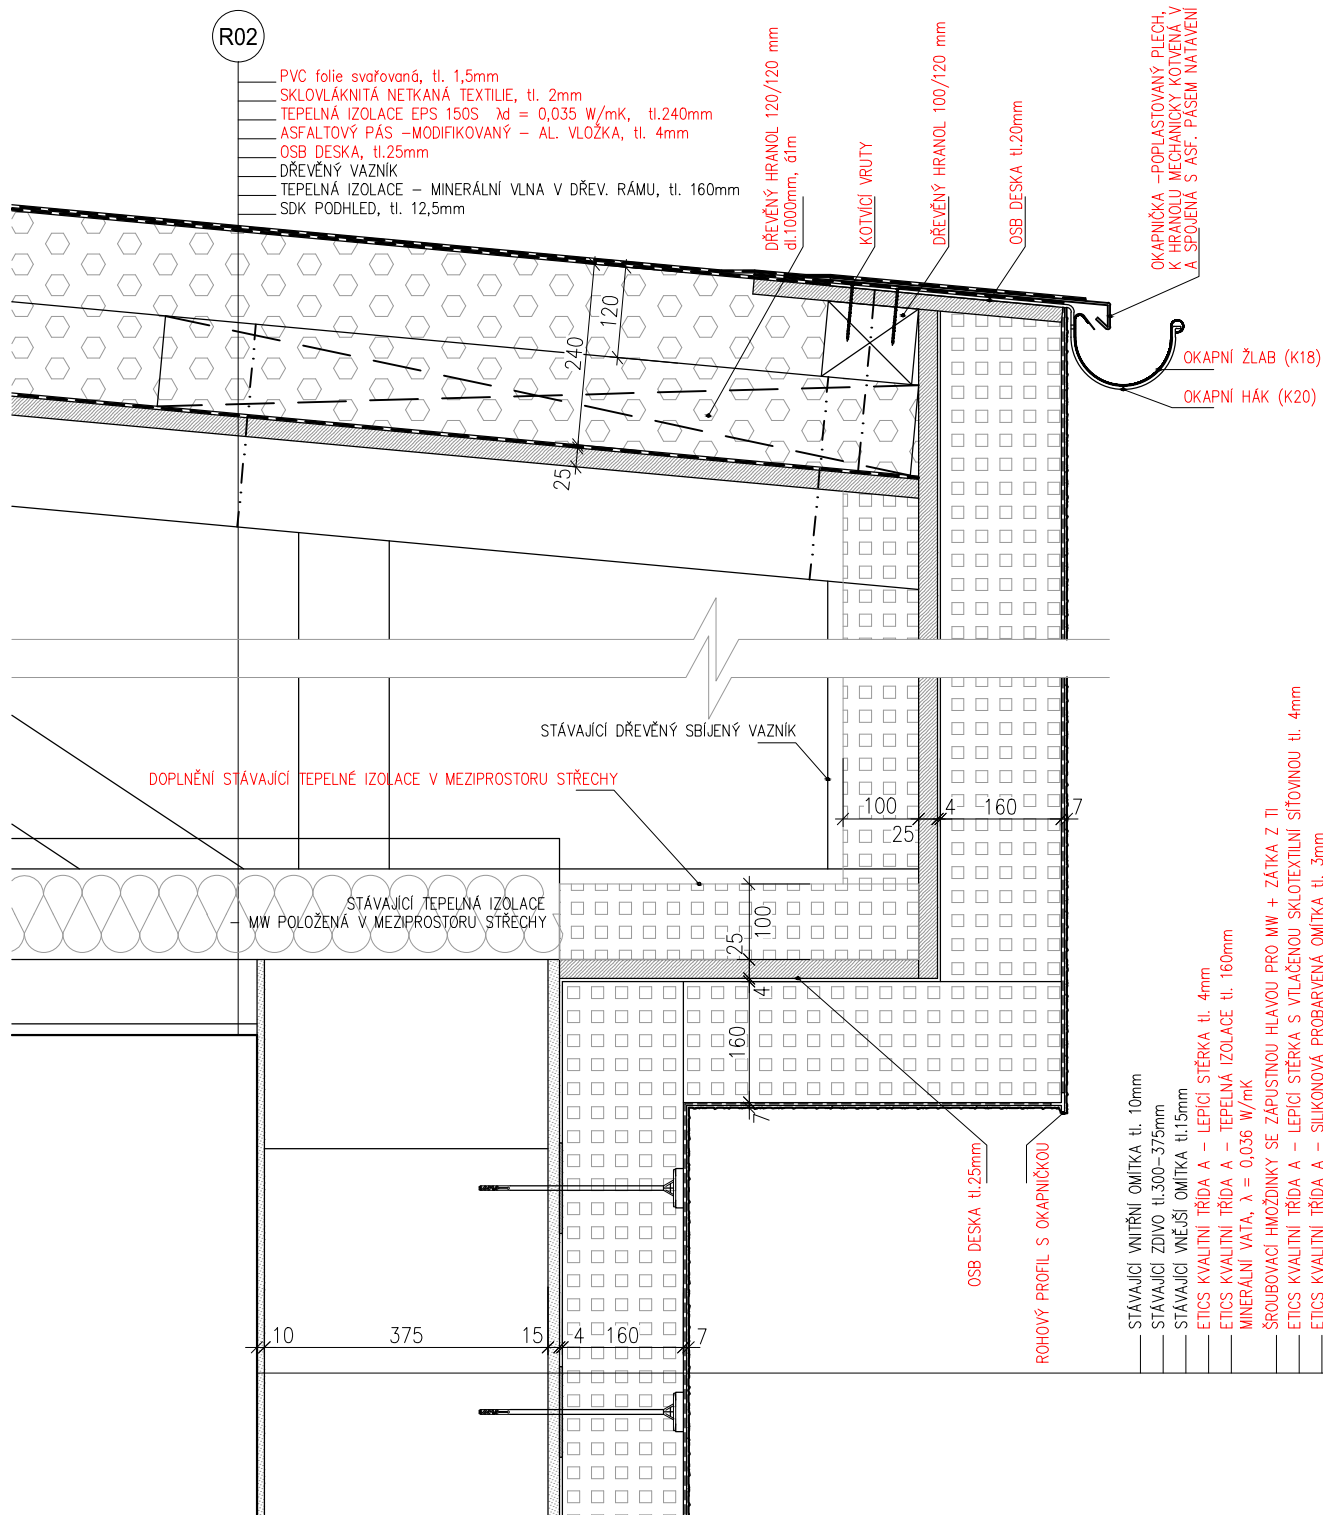 R02
PVC folie svařovaná, tl. 1,5mm
SKLOVLÁKNITÁ NETKANÁ TEXTILIE, tl. 2mm
TEPELNÁ IZOLACE EPS 150S λd = 0,035 W/mK, tl.240mm
ASFALTOVÝ PÁS –MODIFIKOVANÝ – AL. VLOŽKA, tl. 4mm
OSB DESKA, tl.25mm
DŘEVĚNÝ VAZNÍK
TEPELNÁ IZOLACE – MINERÁLNÍ VLNA V DŘEV. RÁMU, tl. 160mm
SDK PODHLED, tl. 12,5mm
DŘEVĚNÝ HRANOL 120/120 mm
dl.1000mm, á1m
KOTVÍCÍ VRUTY
DŘEVĚNÝ HRANOL 100/120 mm
OSB DESKA tl.20mm
OKAPNIČKA –POPLASTOVANÝ PLECH,
K HRANOLU MECHANICKY KOTVENÁ V
A SPOJENÁ S ASF. PÁSEM NATAVENÍ
OKAPNÍ ŽLAB (K18)
OKAPNÍ HÁK (K20)
120
240
25
STÁVAJÍCÍ DŘEVĚNÝ SBÍJENÝ VAZNÍK
DOPLNĚNÍ STÁVAJÍCÍ TEPELNÉ IZOLACE V MEZIPROSTORU STŘECHY
100
25
4
160
7
STÁVAJÍCÍ TEPELNÁ IZOLACE
MW POLOŽENÁ V MEZIPROSTORU STŘECHY
100
25
4
160
7
OSB DESKA tl.25mm
ROHOVÝ PROFIL S OKAPNIČKOU
10
375
15
4
160
7
STÁVAJÍCÍ VNITŘNÍ OMÍTKA tl. 10mm
STÁVAJÍCÍ ZDIVO tl.300–375mm
STÁVAJÍCÍ VNĚJŠÍ OMÍTKA tl.15mm
ETICS KVALITNÍ TŘÍDA A – LEPÍCÍ STĚRKA tl. 4mm
ETICS KVALITNÍ TŘÍDA A – TEPELNÁ IZOLACE tl. 160mm
MINERÁLNÍ VATA, λ = 0,036 W/mK
ŠROUBOVACÍ HMOŽDINKY SE ZÁPUSTNOU HLAVOU PRO MW + ZÁTKA Z TI
ETICS KVALITNÍ TŘÍDA A – LEPÍCÍ STĚRKA S VTLAČENOU SKLOTEXTILNÍ SÍŤOVINOU tl. 4mm
ETICS KVALITNÍ TŘÍDA A – SILIKONOVÁ PROBARVENÁ OMÍTKA tl. 3mm